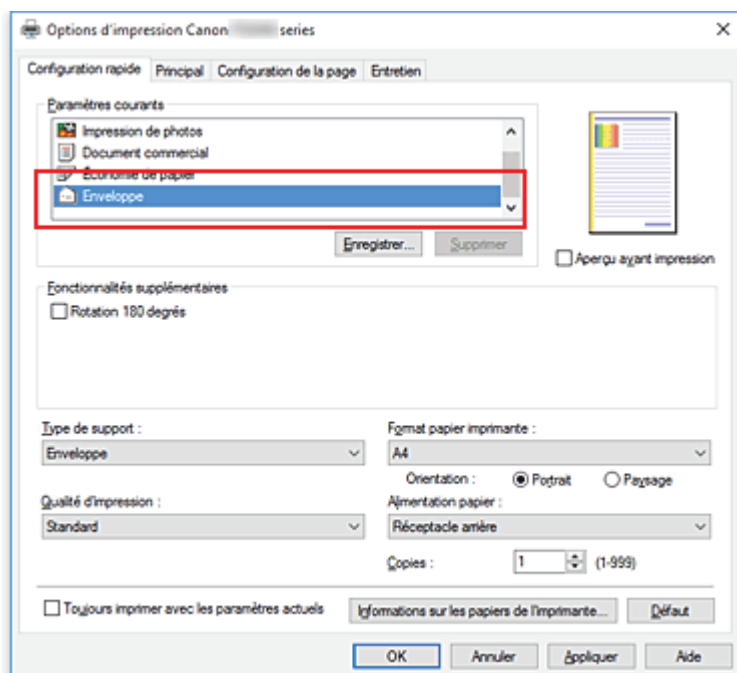 Options d'impression Canon series
Configuration rapide Principal Configuration de la page Entretien
Paramètres courants
Impression de photos
Document commercial
Économie de papier
Enveloppe
Enregistrer... Supprimer
Aperçu avant impression
Fonctionnalités supplémentaires
Rotation 180 degrés
Type de support : Format papier imprimante :
Enveloppe A4
Orientation : Portrait Paysage
Qualité d'impression : Alimentation papier :
Standard Réceptacle arrière
Copies : 1 (1-999)
Toujours imprimer avec les paramètres actuels Informations sur les papiers de l'imprimante... Défaut
OK Annuler Appliquer Aide